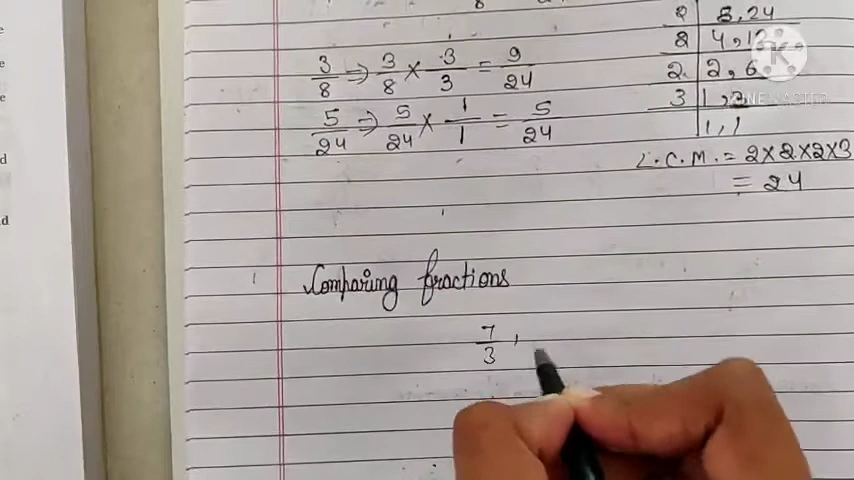 3/8 ⇒ 3/8 × 3/3 = 9/24
5/24 ⇒ 5/24 × 1/1 = 5/24
2 | 8, 24
2 | 4, 12
2 | 2, 6
3 | 1, 3
1, 1
L.C.M. = 2×2×2×3
= 24
Comparing fractions
7/3 ,